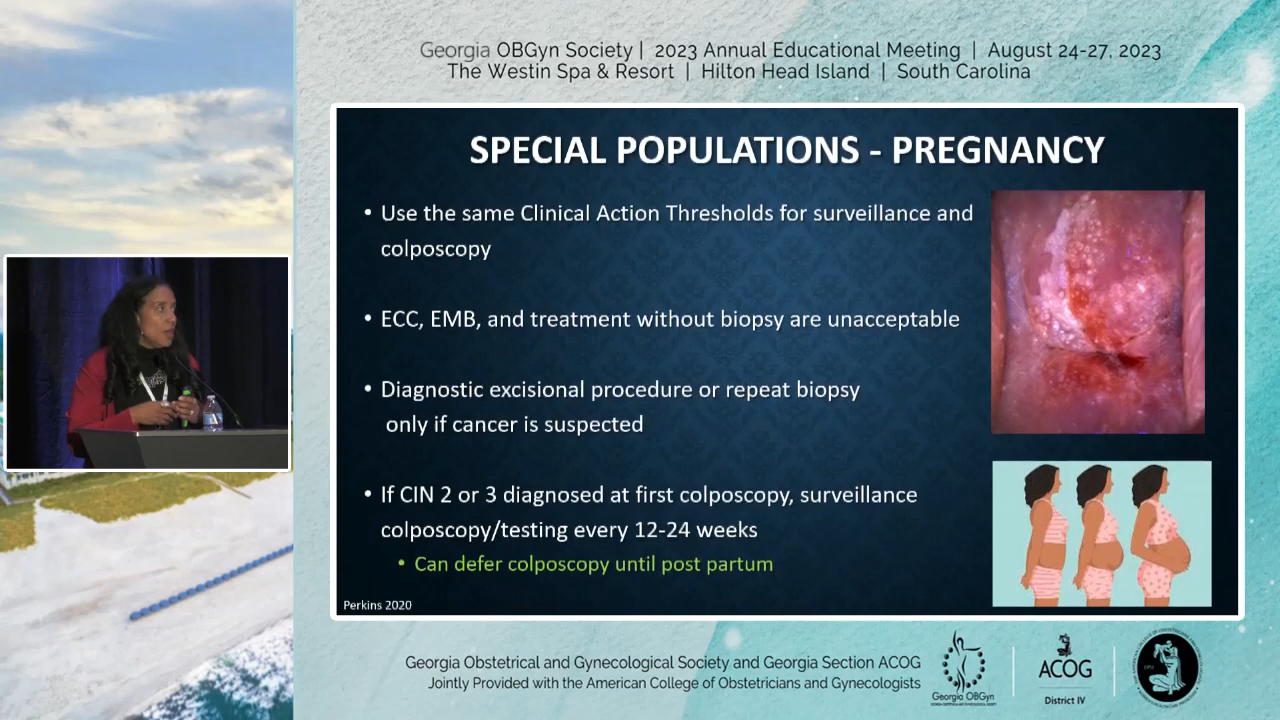 Georgia OBGyn Society | 2023 Annual Educational Meeting | August 24-27, 2023
The Westin Spa & Resort | Hilton Head Island | South Carolina
SPECIAL POPULATIONS - PREGNANCY
• Use the same Clinical Action Thresholds for surveillance and
colposcopy
• ECC, EMB, and treatment without biopsy are unacceptable
• Diagnostic excisional procedure or repeat biopsy
only if cancer is suspected
• If CIN 2 or 3 diagnosed at first colposcopy, surveillance
colposcopy/testing every 12-24 weeks
• Can defer colposcopy until post partum
Perkins 2020
Georgia Obstetrical and Gynecological Society and Georgia Section ACOG
Jointly Provided with the American College of Obstetricians and Gynecologists
Georgia OBGyn
ACOG
District IV